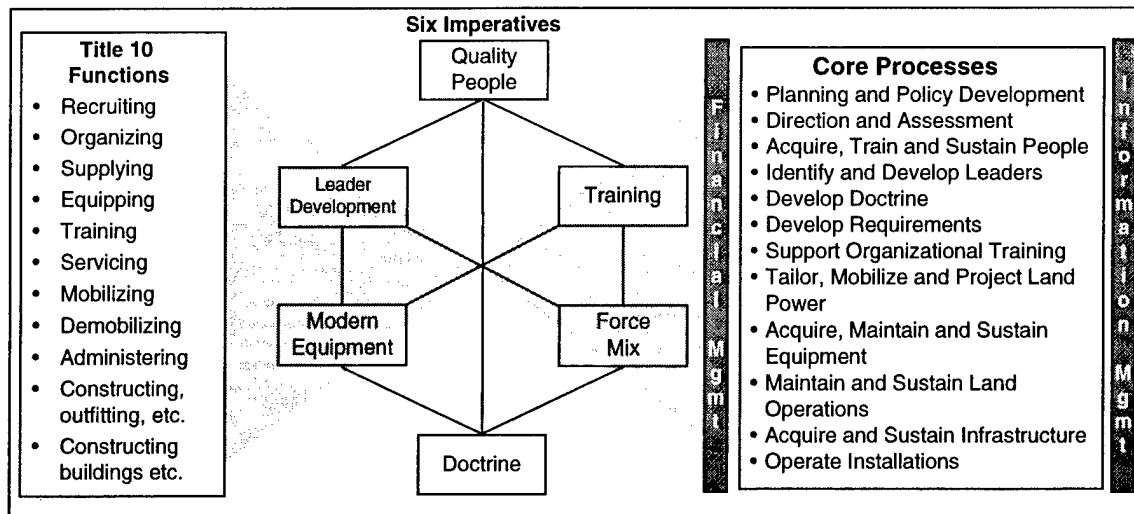 Title 10
Functions
• Recruiting
• Organizing
• Supplying
• Equipping
• Training
• Servicing
• Mobilizing
• Demobilizing
• Administering
• Constructing,
outfitting, etc.
• Constructing
buildings etc.
Six Imperatives
Quality
People
Leader
Development
Training
Modern
Equipment
Force
Mix
Doctrine
Financial Mgmt
Core Processes
• Planning and Policy Development
• Direction and Assessment
• Acquire, Train and Sustain People
• Identify and Develop Leaders
• Develop Doctrine
• Develop Requirements
• Support Organizational Training
• Tailor, Mobilize and Project Land
Power
• Acquire, Maintain and Sustain
Equipment
• Maintain and Sustain Land
Operations
• Acquire and Sustain Infrastructure
• Operate Installations
Information Mgmt